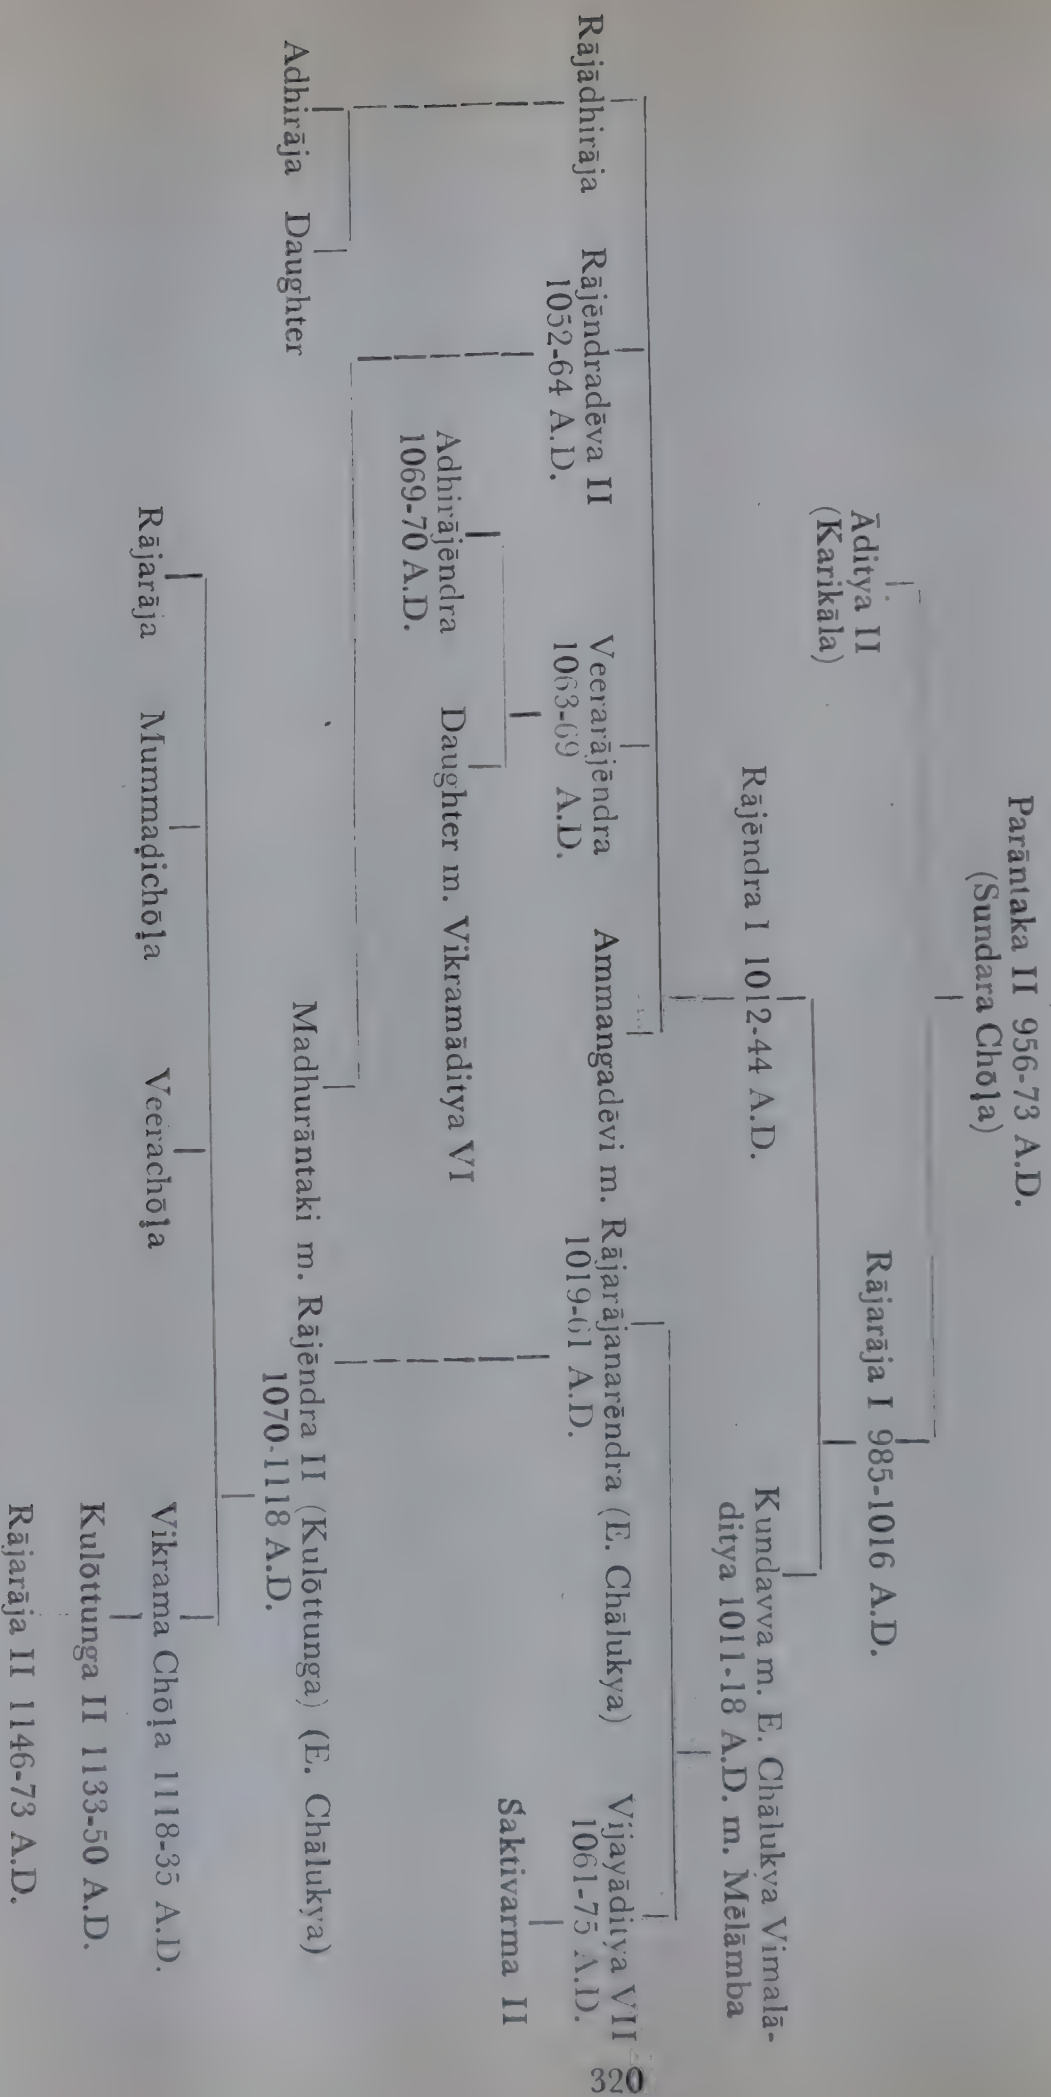 320
Parāntaka II 956-73 A.D.
(Sundara Chōḷa)
Āditya II
(Karikāla)
Rājarāja I 985-1016 A.D.
Rājēndra I 1012-44 A.D.
Kundavva m. E. Chālukya Vimalā-
ditya 1011-18 A.D. m. Mēlāmba
Rājādhirāja
Rājēndradēva II
1052-64 A.D.
Veerarājēndra
1063-69 A.D.
Ammangadēvi m. Rājarājanarēndra (E. Chālukya)
1019-61 A.D.
Vijayāditya VII
1061-75 A.D.
Saktivarma II
Adhirājēndra
1069-70 A.D.
Daughter m. Vikramāditya VI
Adhirāja Daughter
Madhurāntaki m. Rājēndra II (Kulōttunga) (E. Chālukya)
1070-1118 A.D.
Rājarāja Mummaḍichōḷa Veerachōḷa Vikrama Chōḷa 1118-35 A.D.
Kulōttunga II 1133-50 A.D.
Rājarāja II 1146-73 A.D.